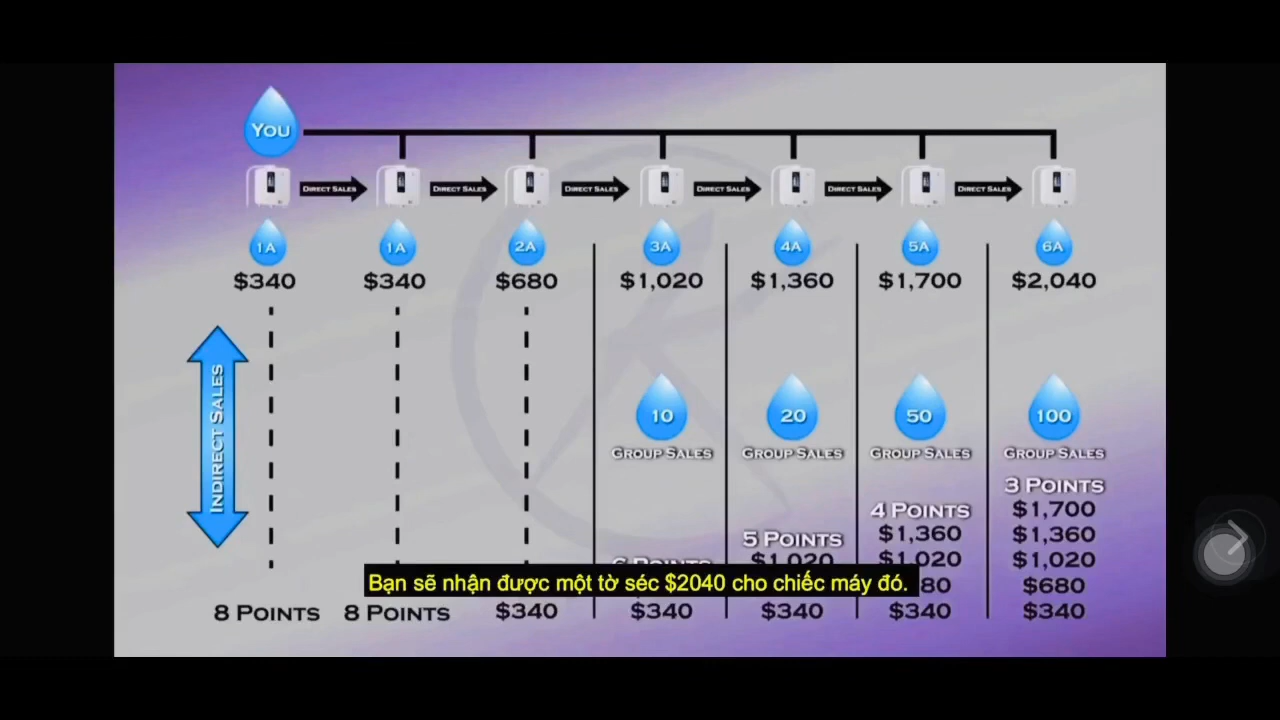 YOU
DIRECT SALES DIRECT SALES DIRECT SALES DIRECT SALES DIRECT SALES DIRECT SALES
1A 1A 2A 3A 4A 5A 6A
$340 $340 $680 $1,020 $1,360 $1,700 $2,040
INDIRECT SALES
10 20 50 100
GROUP SALES GROUP SALES GROUP SALES GROUP SALES
3 POINTS
4 POINTS $1,700
5 POINTS $1,360 $1,360
$1,020 $1,020 $1,020
Bạn sẽ nhận được một tờ séc $2040 cho chiếc máy đó.
80 $680
8 POINTS 8 POINTS $340 $340 $340 $340 $340